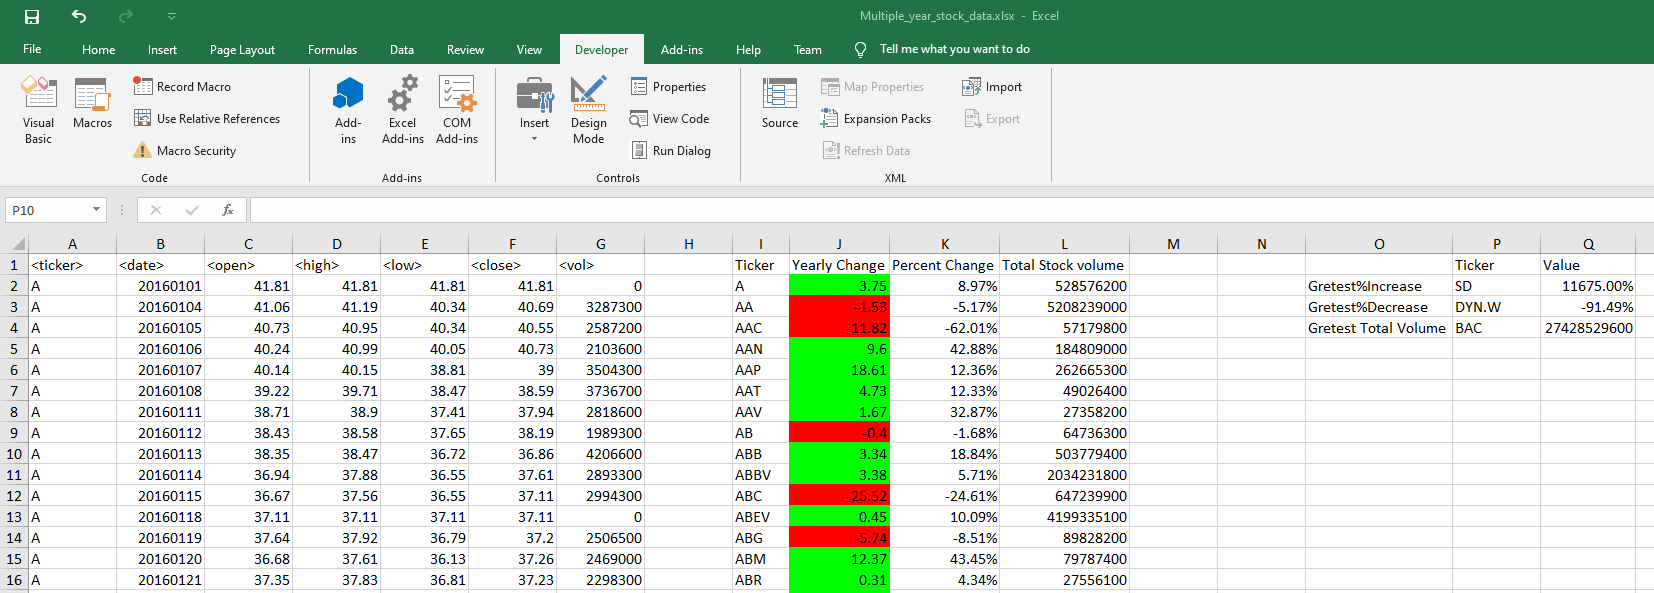 Multiple_year_stock_data.xlsx - Excel
File Home Insert Page Layout Formulas Data Review View Developer Add-ins Help Team Tell me what you want to do
Visual Basic
Macros
Record Macro
Use Relative References
Macro Security
Code
Add-ins
Excel Add-ins
COM Add-ins
Add-ins
Insert
Design Mode
Properties
View Code
Run Dialog
Controls
Source
Map Properties
Expansion Packs
Refresh Data
Import
Export
XML
P10 fx
A B C D E F G H I J K L M N O P Q
1 <ticker> <date> <open> <high> <low> <close> <vol> Ticker Yearly Change Percent Change Total Stock volume Ticker Value
2 A 20160101 41.81 41.81 41.81 41.81 0 A 3.75 8.97% 528576200 Gretest%Increase SD 11675.00%
3 A 20160104 41.06 41.19 40.34 40.69 3287300 AA -1.53 -5.17% 5208239000 Gretest%Decrease DYN.W -91.49%
4 A 20160105 40.73 40.95 40.34 40.55 2587200 AAC -11.82 -62.01% 57179800 Gretest Total Volume BAC 27428529600
5 A 20160106 40.24 40.99 40.05 40.73 2103600 AAN 9.6 42.88% 184809000
6 A 20160107 40.14 40.15 38.81 39 3504300 AAP 18.61 12.36% 262665300
7 A 20160108 39.22 39.71 38.47 38.59 3736700 AAT 4.73 12.33% 49026400
8 A 20160111 38.71 38.9 37.41 37.94 2818600 AAV 1.67 32.87% 27358200
9 A 20160112 38.43 38.58 37.65 38.19 1989300 AB -0.4 -1.68% 64736300
10 A 20160113 38.35 38.47 36.72 36.86 4206600 ABB 3.34 18.84% 503779400
11 A 20160114 36.94 37.88 36.55 37.61 2893300 ABBV 3.38 5.71% 2034231800
12 A 20160115 36.67 37.56 36.55 37.11 2994300 ABC -25.52 -24.61% 647239900
13 A 20160118 37.11 37.11 37.11 37.11 0 ABEV 0.45 10.09% 4199335100
14 A 20160119 37.64 37.92 36.79 37.2 2506500 ABG -5.74 -8.51% 89828200
15 A 20160120 36.68 37.61 36.13 37.26 2469000 ABM 12.37 43.45% 79787400
16 A 20160121 37.35 37.83 36.81 37.23 2298300 ABR 0.31 4.34% 27556100